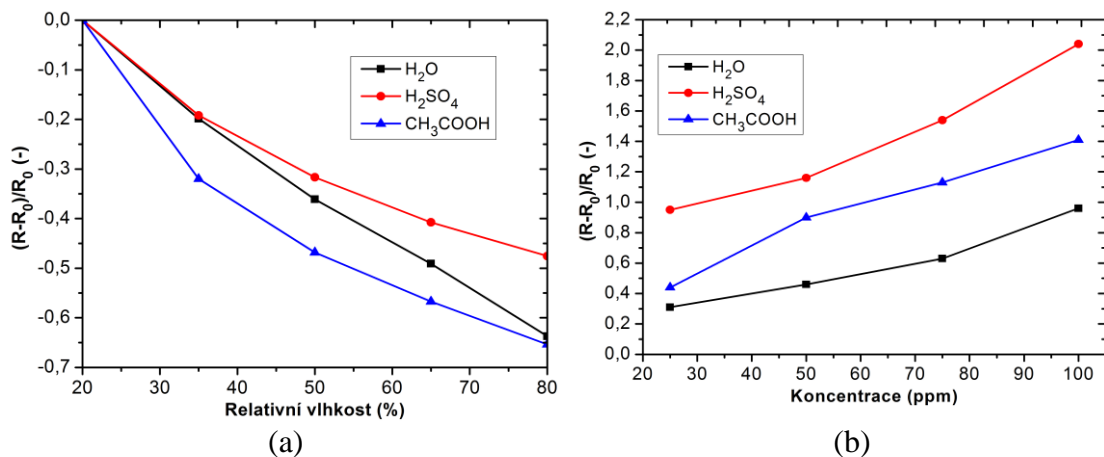 0,0
-0,1
-0,2
-0,3
-0,4
-0,5
-0,6
-0,7
(R-R₀)/R₀ (-)
H₂O
H₂SO₄
CH₃COOH
20 30 40 50 60 70 80
Relativní vlhkost (%)
(a)
2,2
2,0
1,8
1,6
1,4
1,2
1,0
0,8
0,6
0,4
0,2
0,0
(R-R₀)/R₀ (-)
H₂O
H₂SO₄
CH₃COOH
20 30 40 50 60 70 80 90 100
Koncentrace (ppm)
(b)